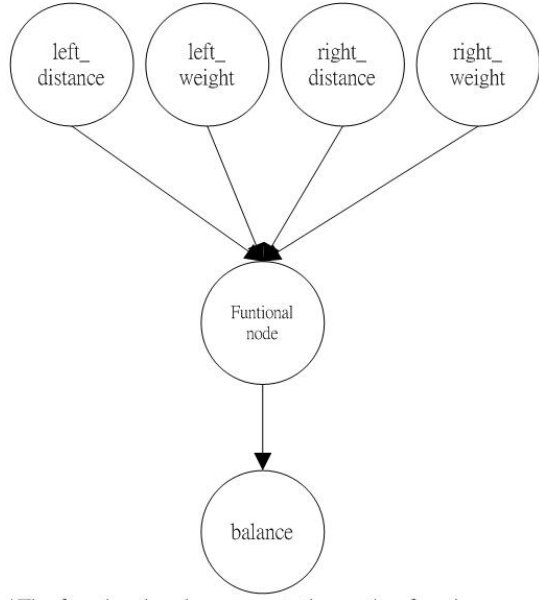 left_
distance
left_
weight
right_
distance
right_
weight
Funtional
node
balance